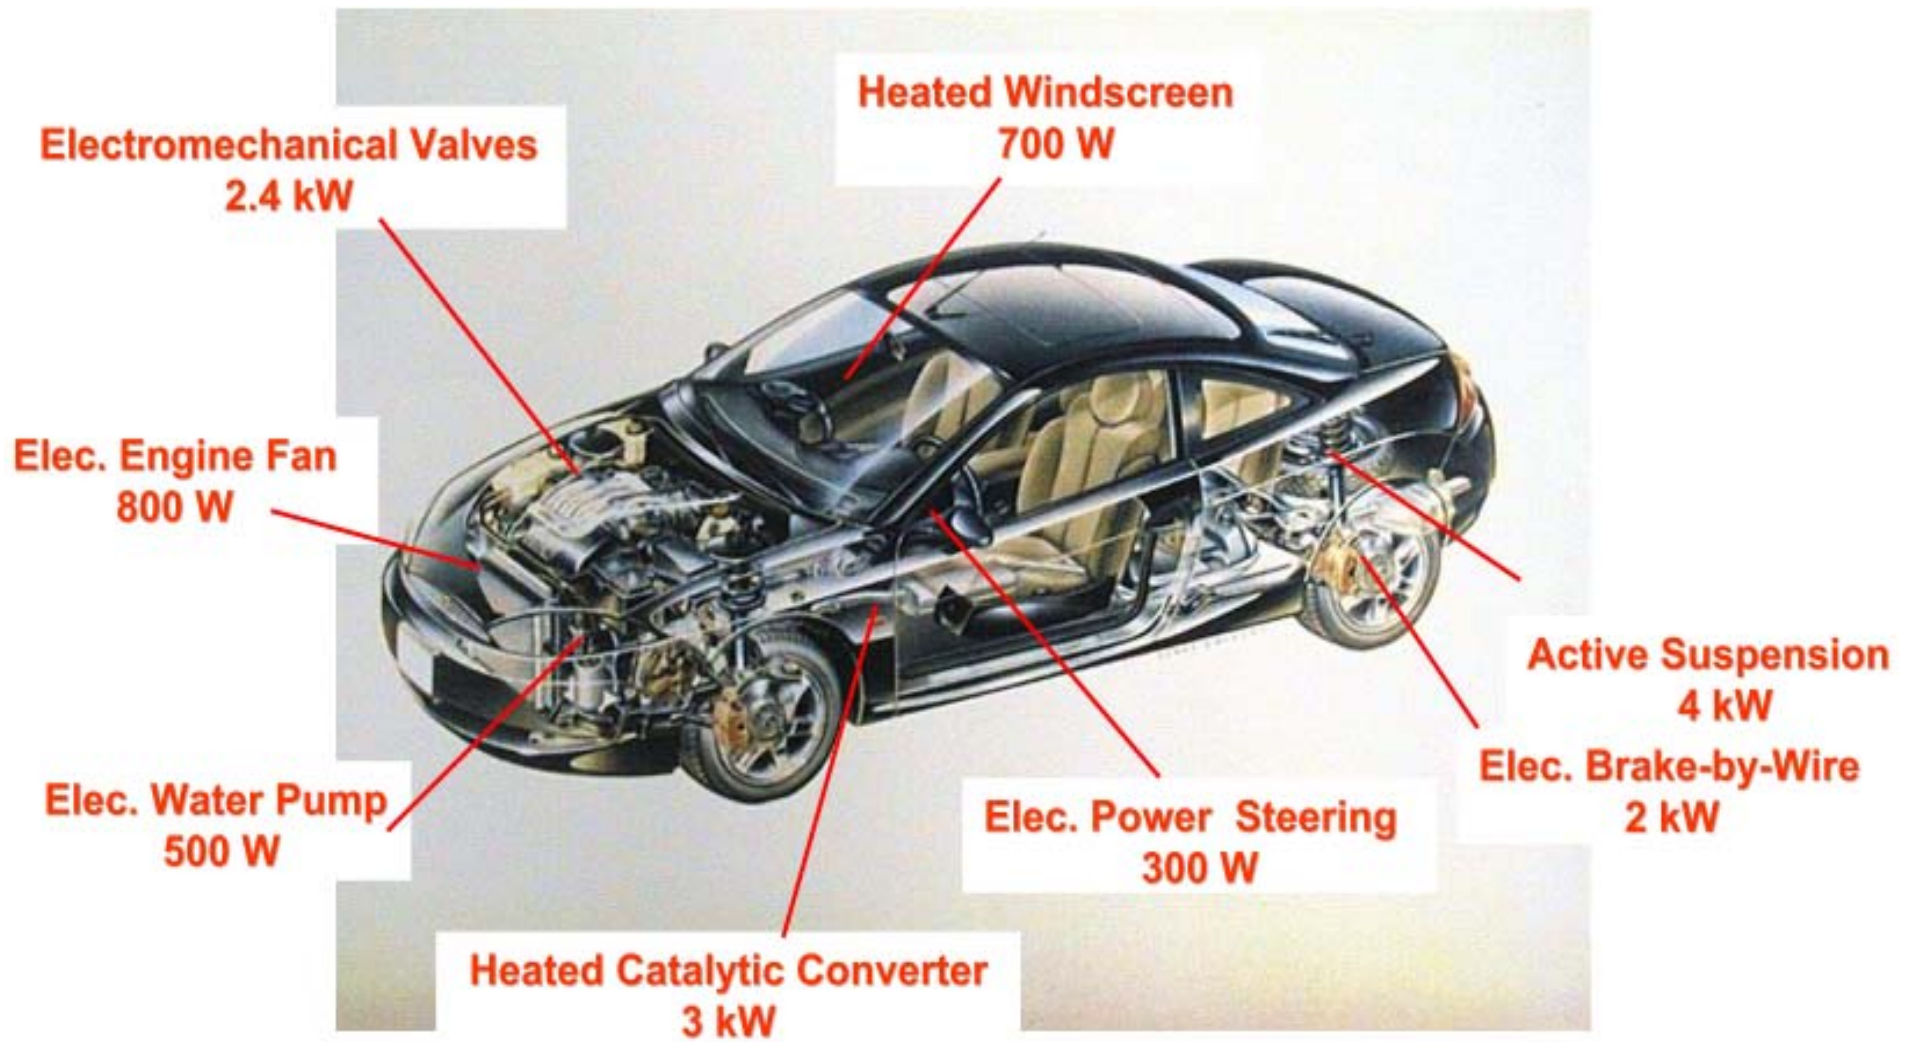 Heated Windscreen
700 W
Electromechanical Valves
2.4 kW
Elec. Engine Fan
800 W
Active Suspension
4 kW
Elec. Brake-by-Wire
2 kW
Elec. Water Pump
500 W
Elec. Power Steering
300 W
Heated Catalytic Converter
3 kW